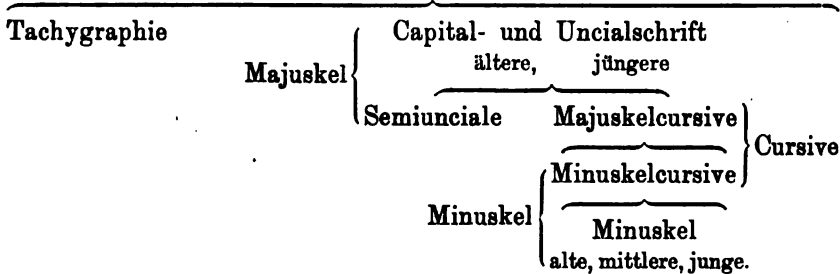 Tachygraphie Capital- und Uncialschrift
ältere, jüngere
Majuskel
Semiunciale Majuskelcursive
Cursive
Minuskelcursive
Minuskel
Minuskel
alte, mittlere, junge.